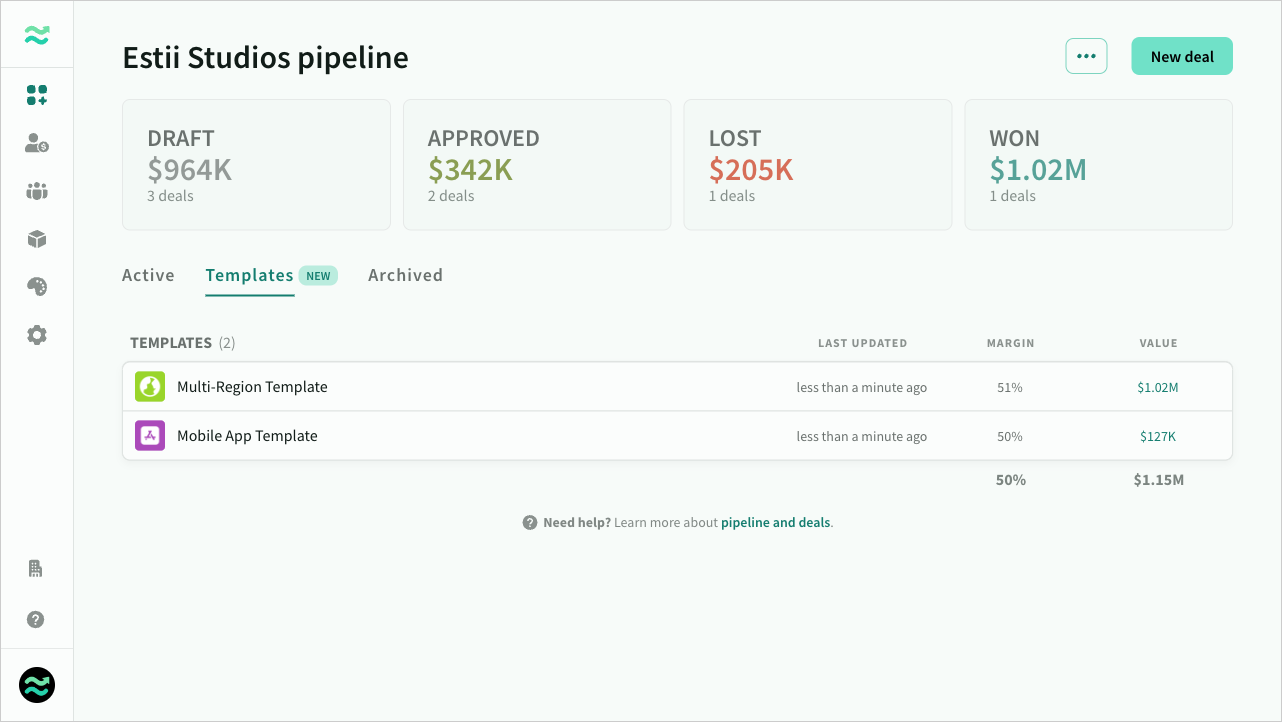 Estii Studios pipeline
New deal
DRAFT
$964K
3 deals
APPROVED
$342K
2 deals
LOST
$205K
1 deals
WON
$1.02M
1 deals
Active Templates NEW Archived
TEMPLATES (2) LAST UPDATED MARGIN VALUE
Multi-Region Template less than a minute ago 51% $1.02M
Mobile App Template less than a minute ago 50% $127K
50% $1.15M
Need help? Learn more about pipeline and deals.